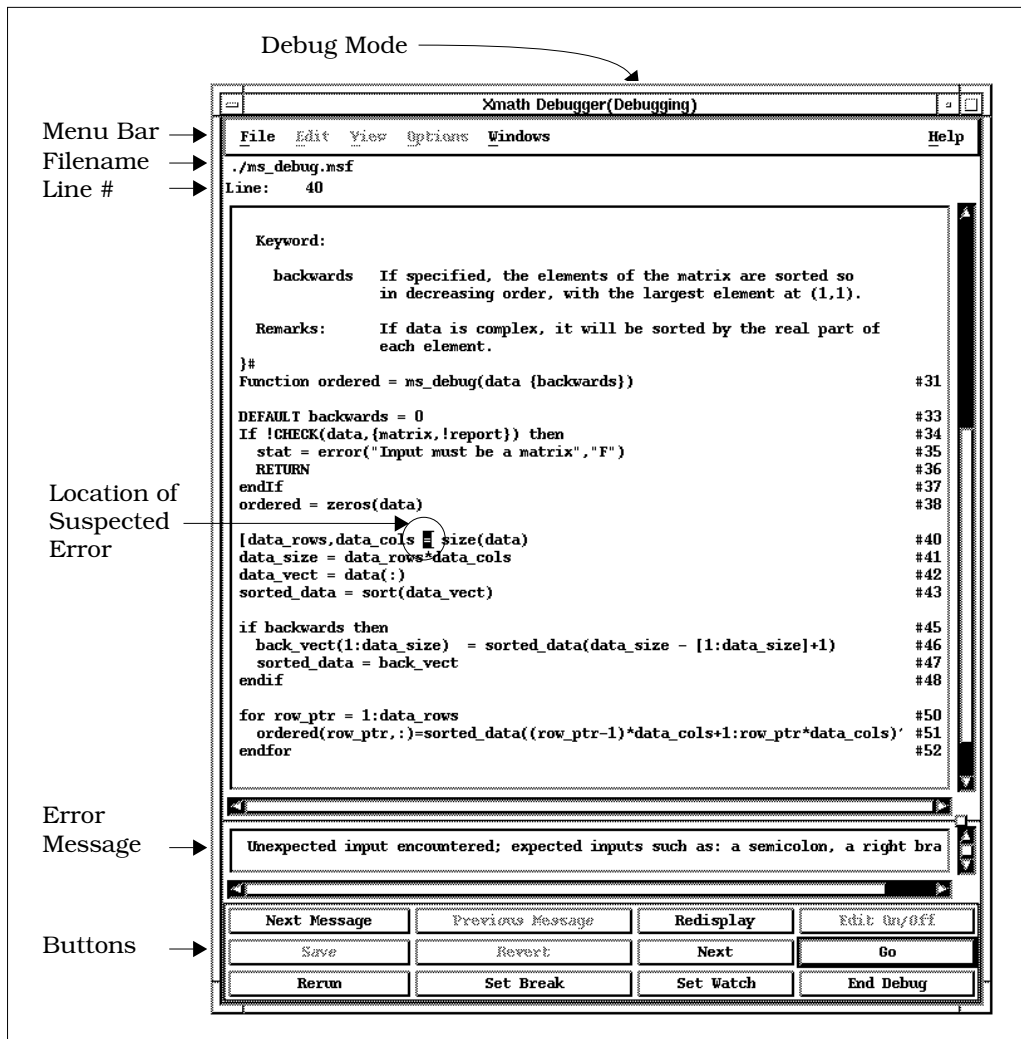 Debug Mode
Xmath Debugger(Debugging)
Menu Bar
File Edit View Options Windows Help
Filename
./ms_debug.msf
Line #
Line: 40
Keyword:
backwards If specified, the elements of the matrix are sorted so
in decreasing order, with the largest element at (1,1).
Remarks: If data is complex, it will be sorted by the real part of
each element.
}#
Function ordered = ms_debug(data {backwards}) #31
DEFAULT backwards = 0 #33
If !CHECK(data,{matrix,!report}) then #34
stat = error("Input must be a matrix","F") #35
RETURN #36
endIf #37
ordered = zeros(data) #38
Location of
Suspected
Error
[data_rows,data_cols = size(data) #40
data_size = data_rows*data_cols #41
data_vect = data(:) #42
sorted_data = sort(data_vect) #43
if backwards then #45
back_vect(1:data_size) = sorted_data(data_size - [1:data_size]+1) #46
sorted_data = back_vect #47
endif #48
for row_ptr = 1:data_rows #50
ordered(row_ptr,:)=sorted_data((row_ptr-1)*data_cols+1:row_ptr*data_cols)' #51
endfor #52
Error
Message
Unexpected input encountered; expected inputs such as: a semicolon, a right bra
Next Message Previous Message Redisplay Edit On/Off
Buttons
Save Revert Next Go
Rerun Set Break Set Watch End Debug